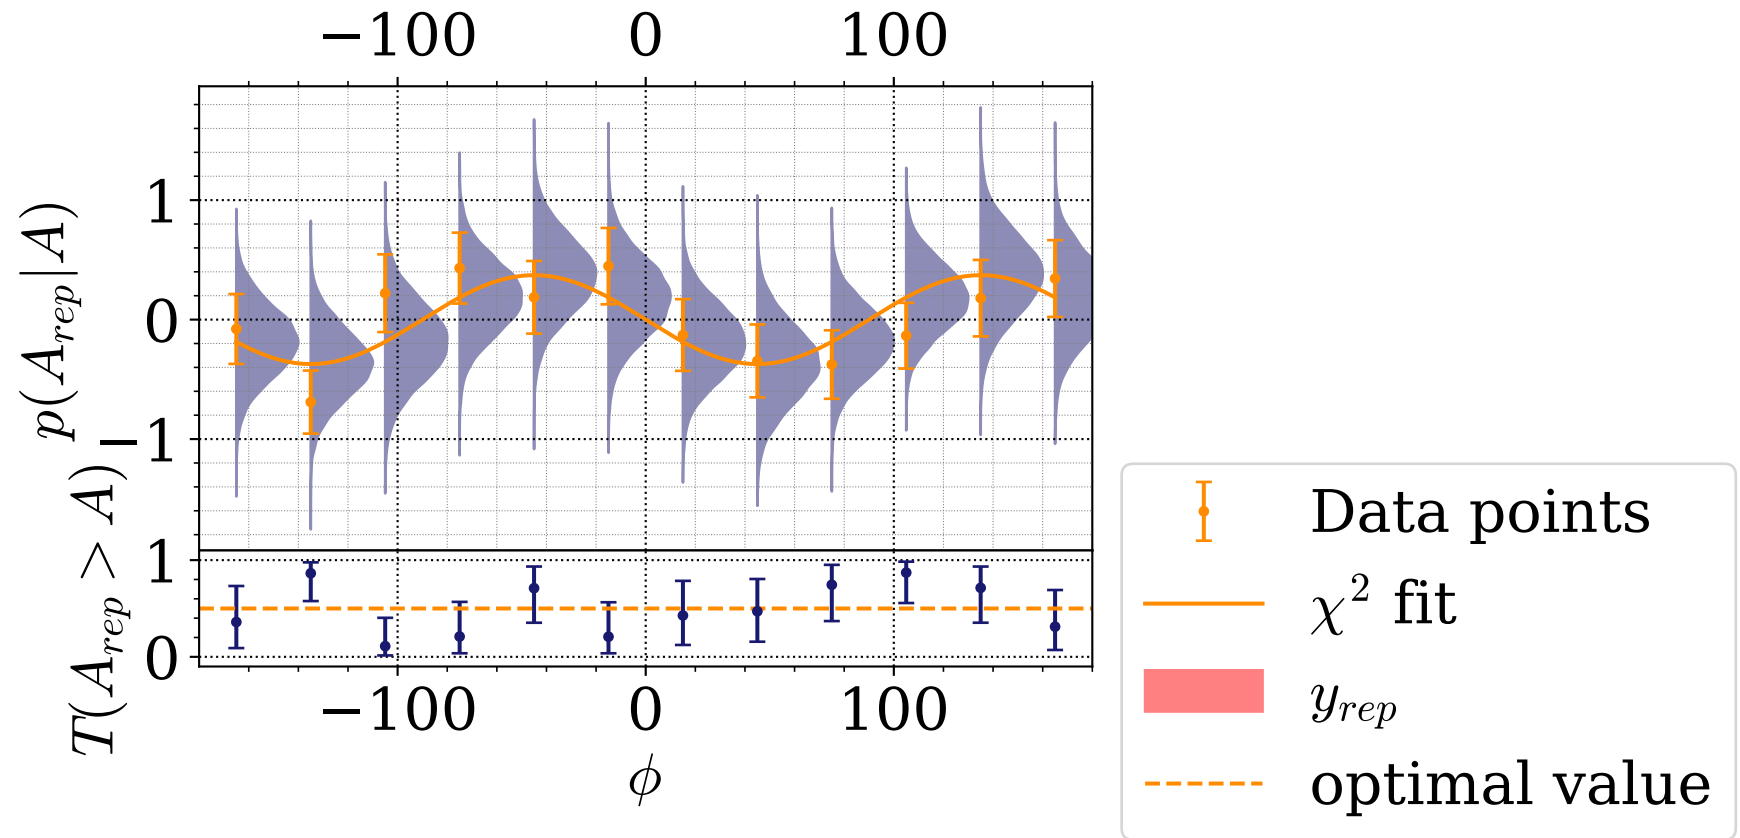 −100 0 100
p(A_rep|A)
1
0
−1
T(A_rep > A)
1
0
−100 0 100
ϕ
Data points
χ² fit
y_rep
optimal value